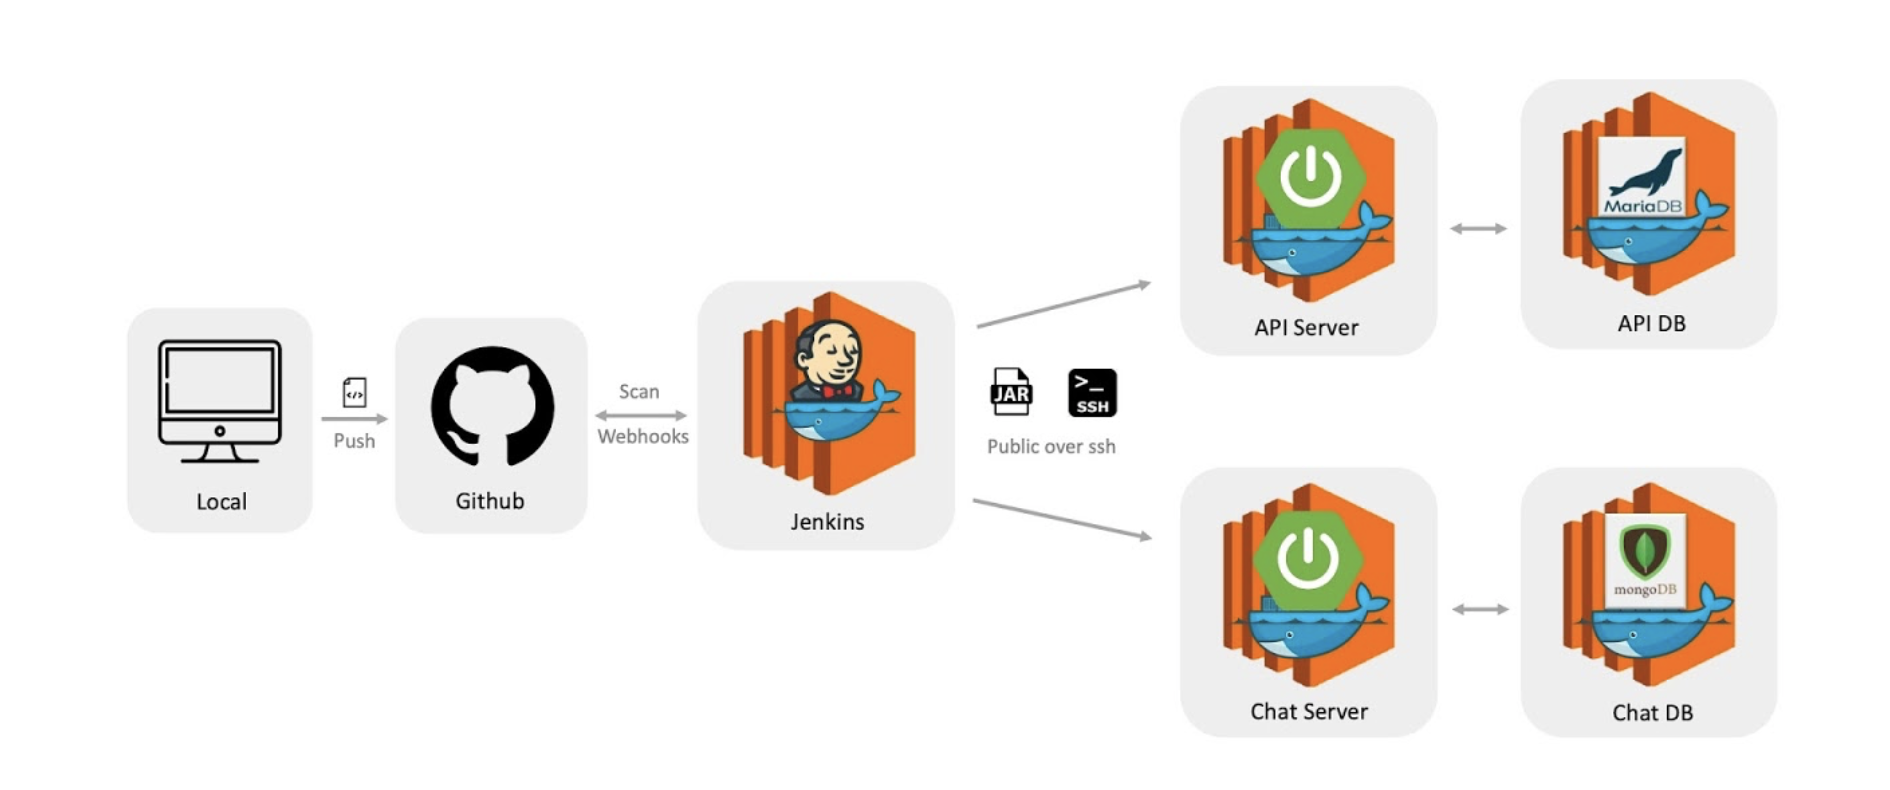 Local
</>
Push
Github
Scan
Webhooks
Jenkins
JAR
>_
SSH
Public over ssh
API Server
MariaDB
API DB
Chat Server
mongoDB
Chat DB